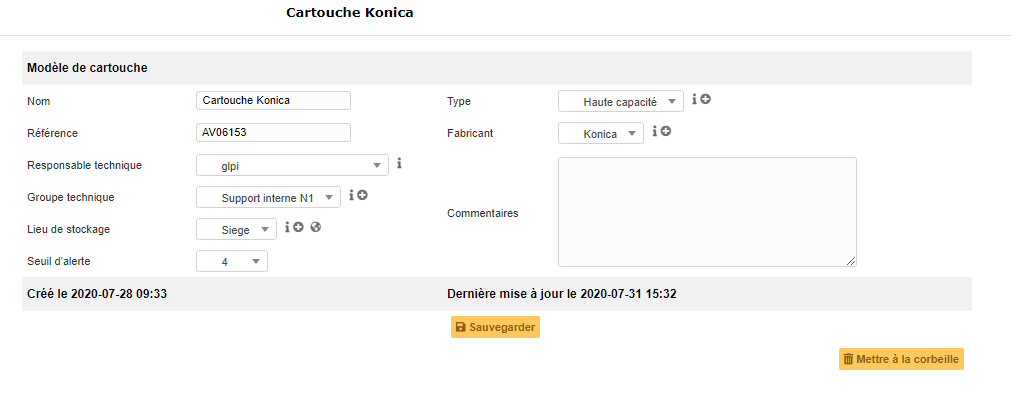 Cartouche Konica
Modèle de cartouche
Nom Cartouche Konica Type Haute capacité
Référence AV06153 Fabricant Konica
Responsable technique glpi
Groupe technique Support interne N1
Lieu de stockage Siege Commentaires
Seuil d'alerte 4
Créé le 2020-07-28 09:33 Dernière mise à jour le 2020-07-31 15:32
Sauvegarder
Mettre à la corbeille